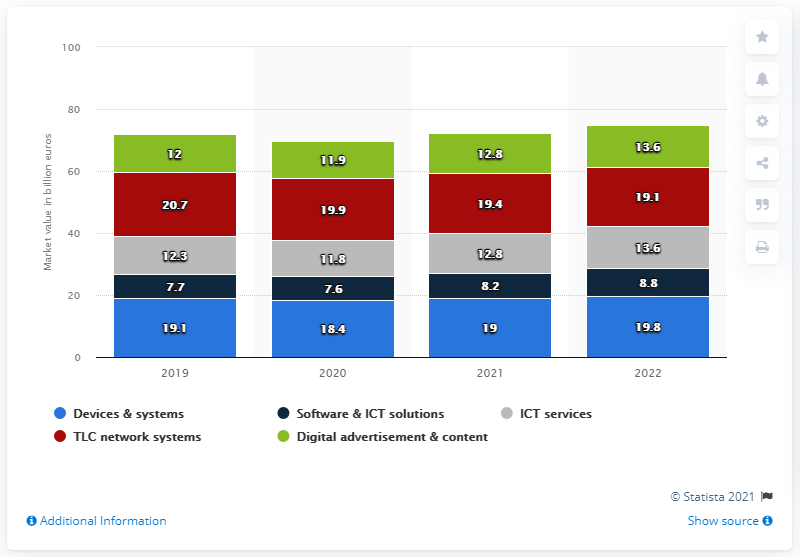 100
80
60
40
20
0
Market value in billion euros
12 11.9 12.8 13.6
20.7 19.9 19.4 19.1
12.3 11.8 12.8 13.6
7.7 7.6 8.2 8.8
19.1 18.4 19 19.8
2019 2020 2021 2022
Devices & systems Software & ICT solutions ICT services
TLC network systems Digital advertisement & content
© Statista 2021
Additional Information Show source